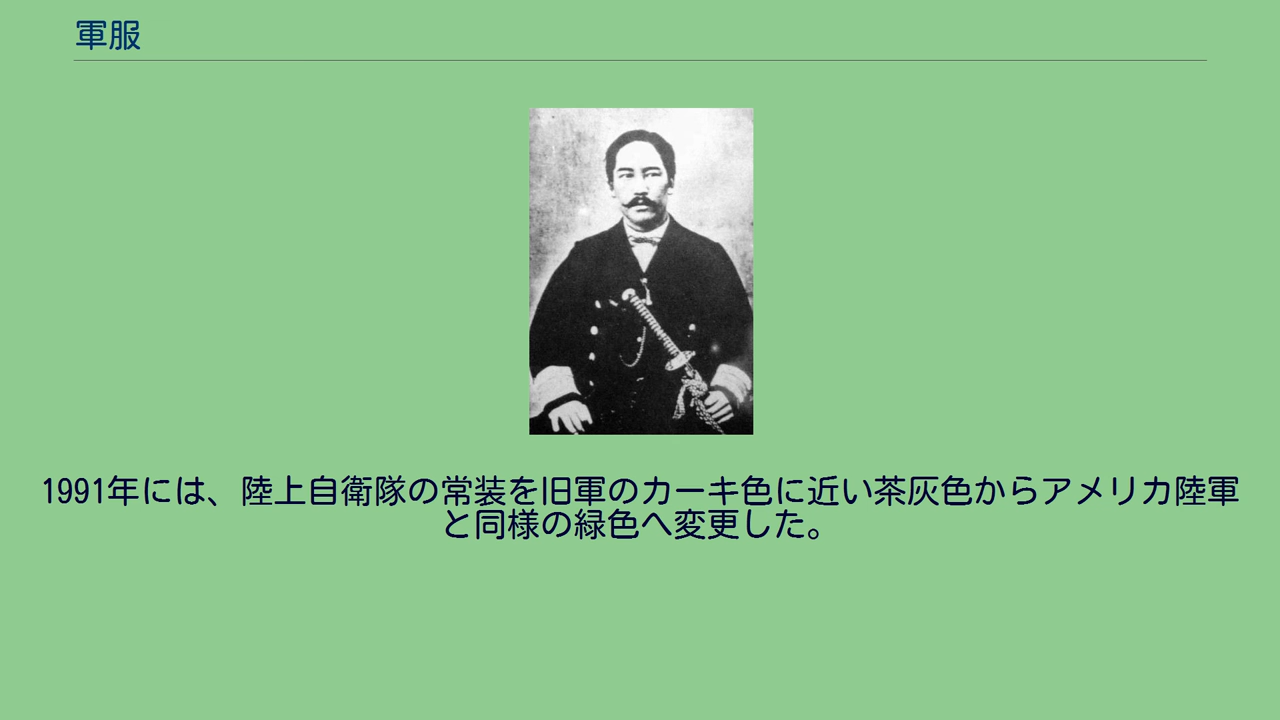 軍服
1991年には、陸上自衛隊の常装を旧軍のカーキ色に近い茶灰色からアメリカ陸軍
と同様の緑色へ変更した。